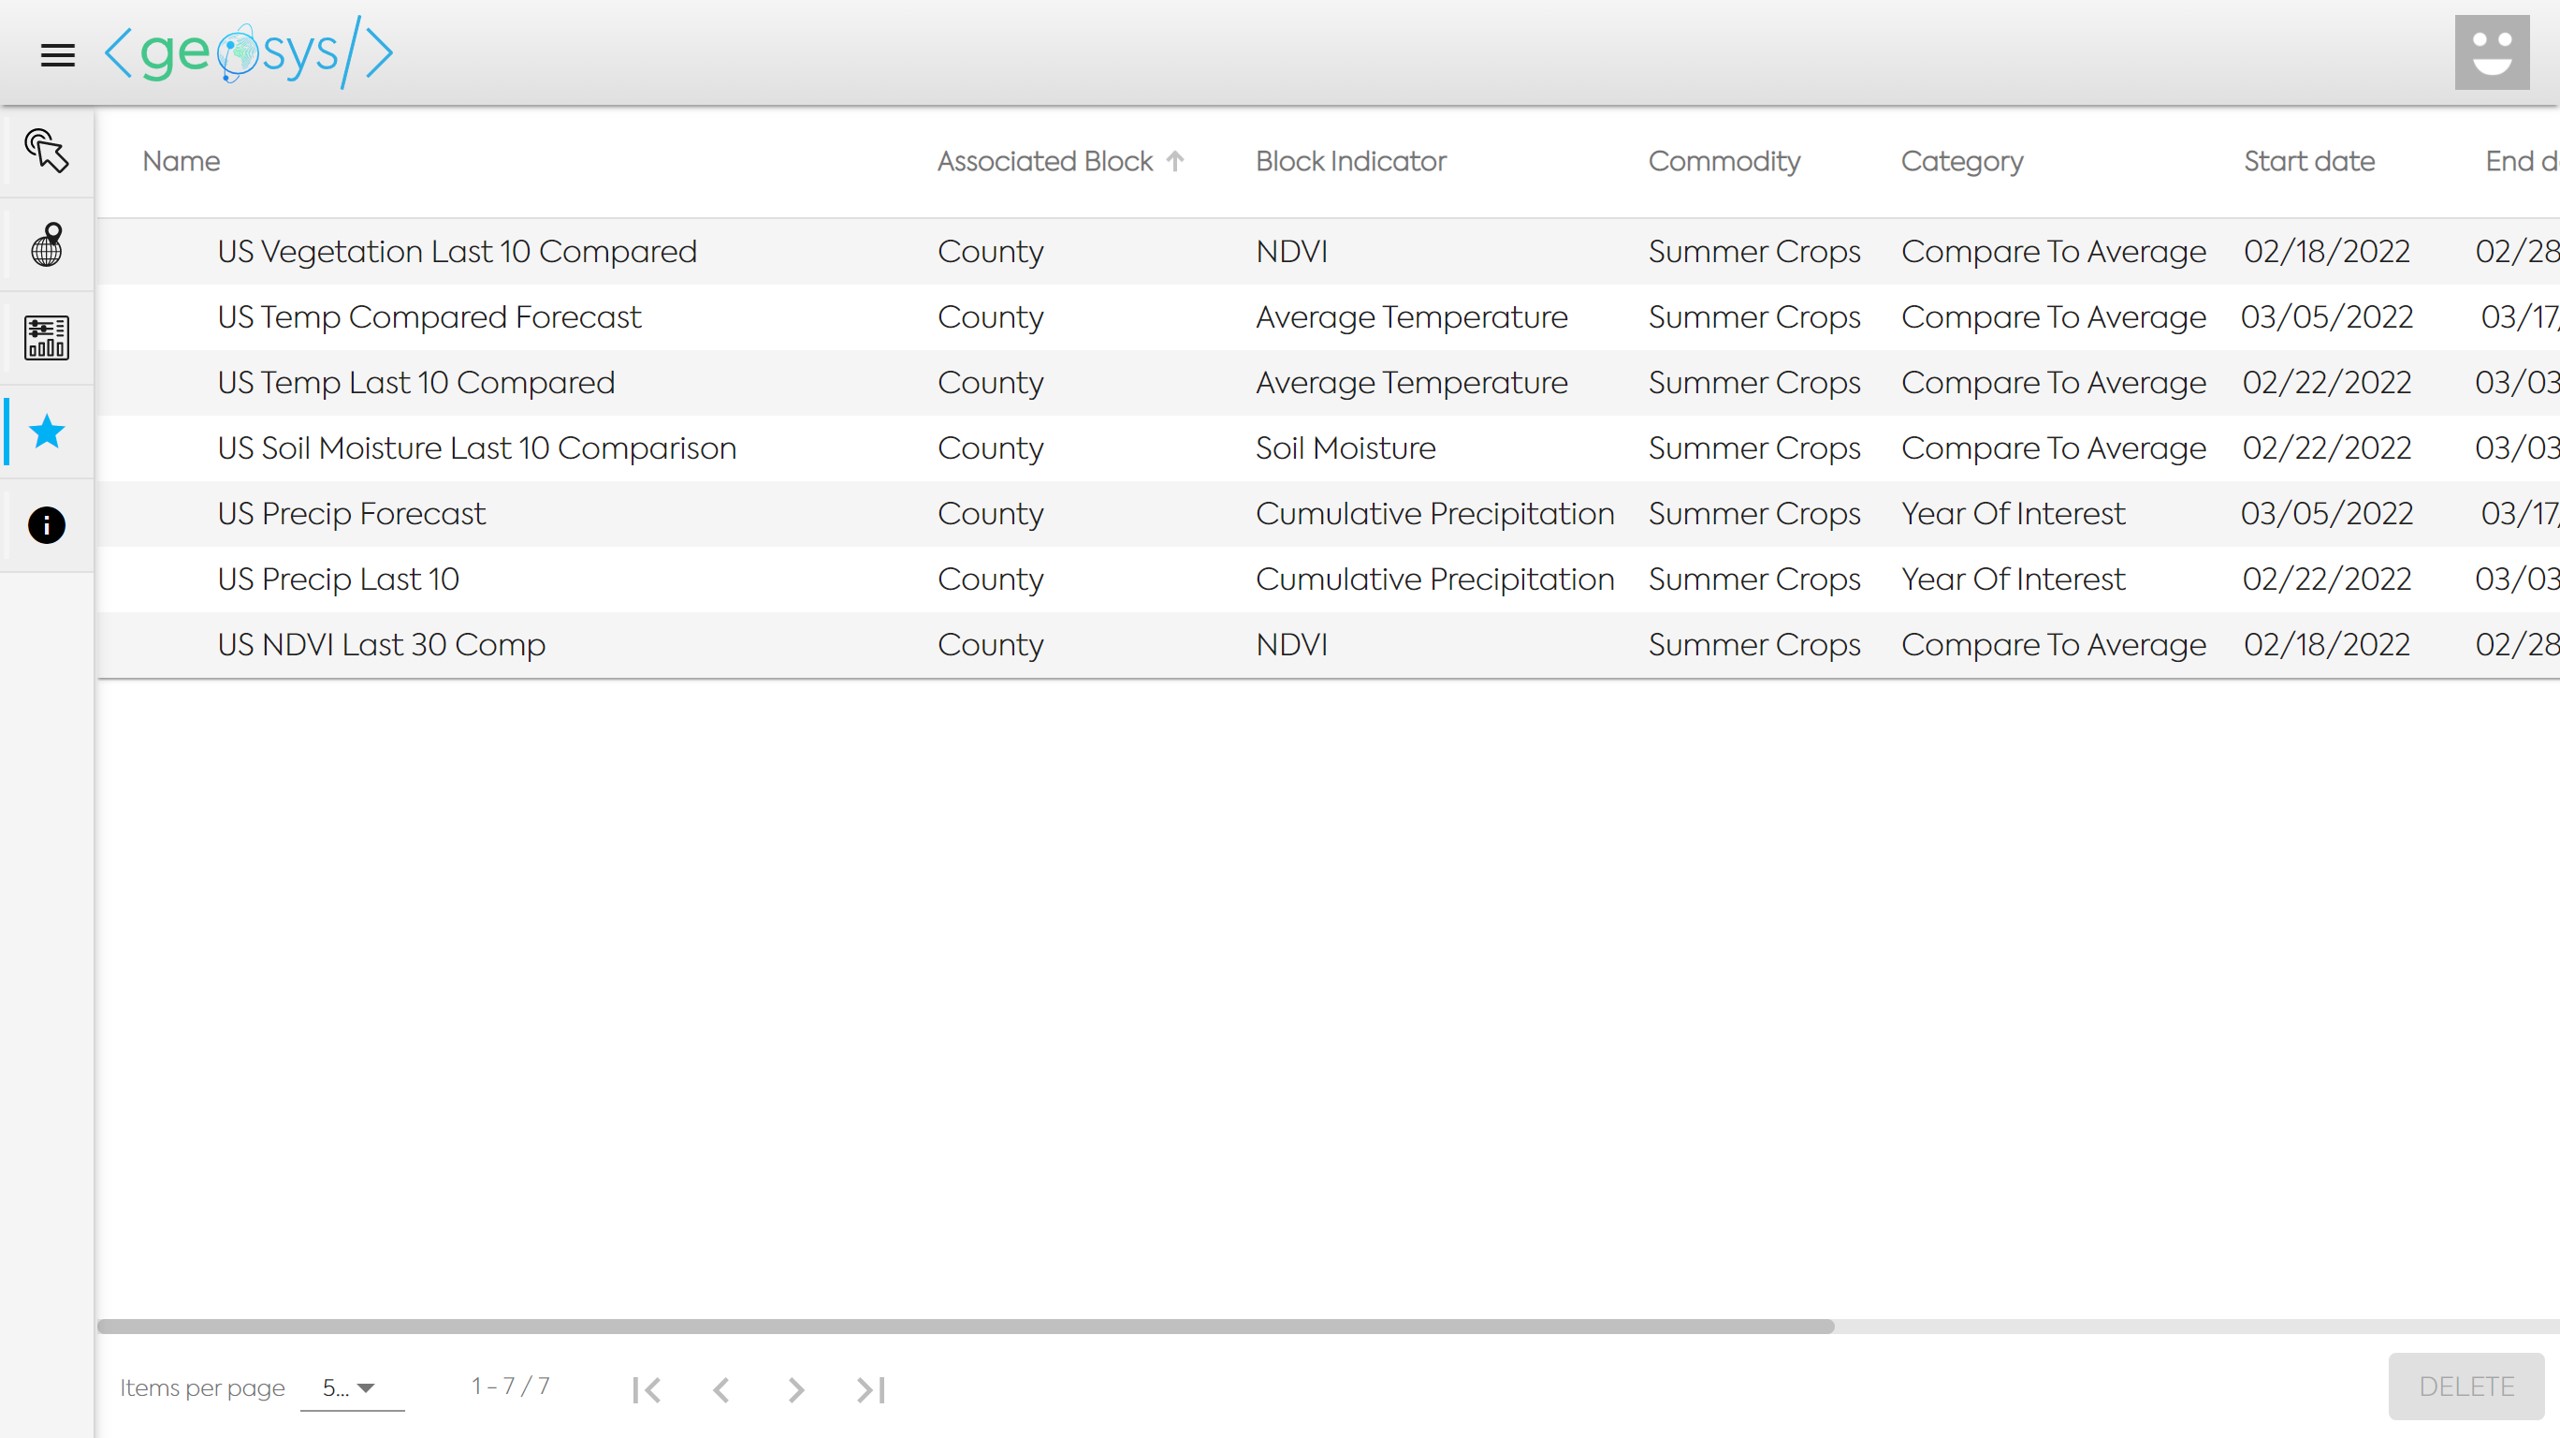 <geosys/>
Name Associated Block Block Indicator Commodity Category Start date End d
US Vegetation Last 10 Compared County NDVI Summer Crops Compare To Average 02/18/2022 02/28
US Temp Compared Forecast County Average Temperature Summer Crops Compare To Average 03/05/2022 03/17/
US Temp Last 10 Compared County Average Temperature Summer Crops Compare To Average 02/22/2022 03/03
US Soil Moisture Last 10 Comparison County Soil Moisture Summer Crops Compare To Average 02/22/2022 03/03
US Precip Forecast County Cumulative Precipitation Summer Crops Year Of Interest 03/05/2022 03/17/
US Precip Last 10 County Cumulative Precipitation Summer Crops Year Of Interest 02/22/2022 03/03
US NDVI Last 30 Comp County NDVI Summer Crops Compare To Average 02/18/2022 02/28
Items per page 5... 1 - 7 / 7 DELETE